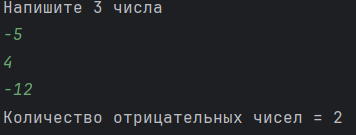 Напишите 3 числа
-5
4
-12
Количество отрицательных чисел = 2